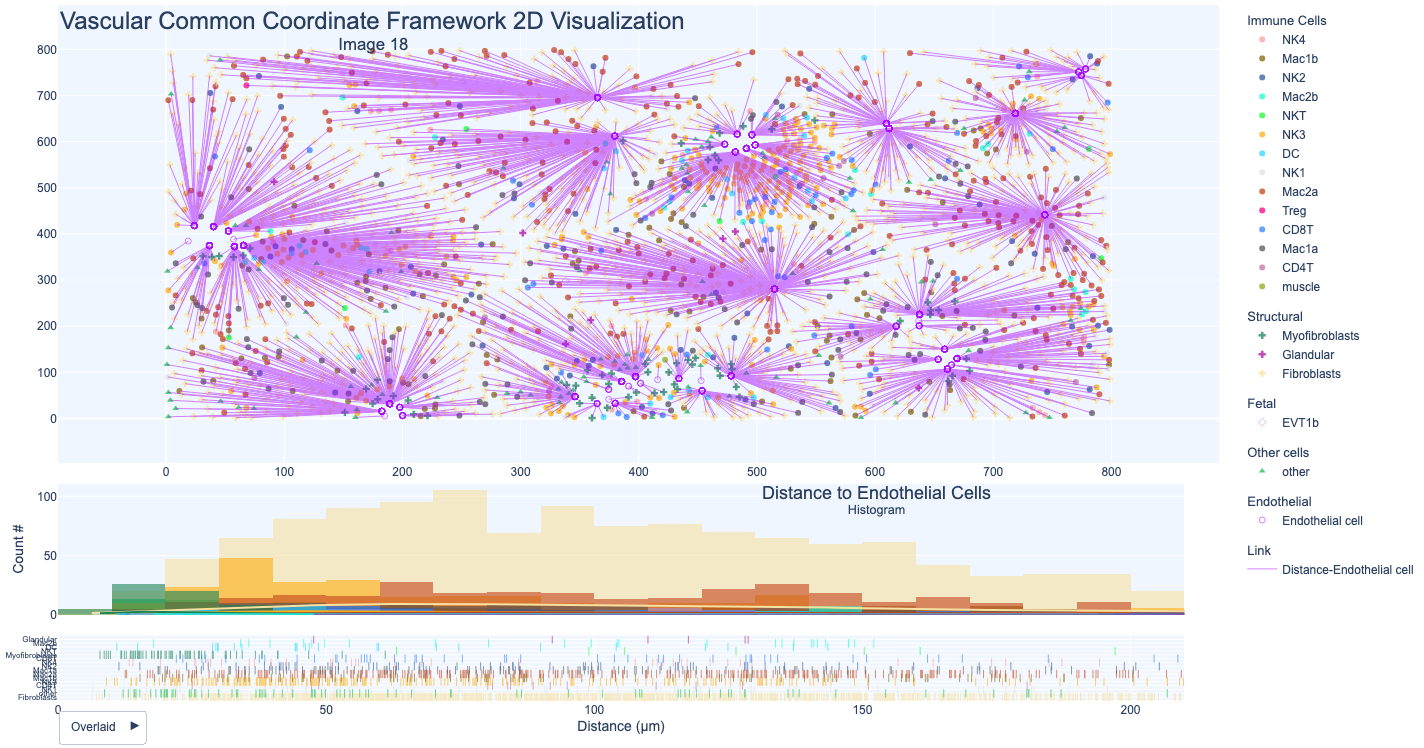 Vascular Common Coordinate Framework 2D Visualization
Image 18
800
700
600
500
400
300
200
100
0
0 100 200 300 400 500 600 700 800
Immune Cells
NK4
Mac1b
NK2
Mac2b
NKT
NK3
DC
NK1
Mac2a
Treg
CD8T
Mac1a
CD4T
muscle
Structural
Myofibroblasts
Glandular
Fibroblasts
Fetal
EVT1b
Other cells
other
Endothelial
Endothelial cell
Link
Distance-Endothelial cell
Distance to Endothelial Cells
Histogram
Count #
100
50
0
Glandular
Myofibroblasts
Fibroblasts
0 50 100 150 200
Distance (μm)
Overlaid ▶